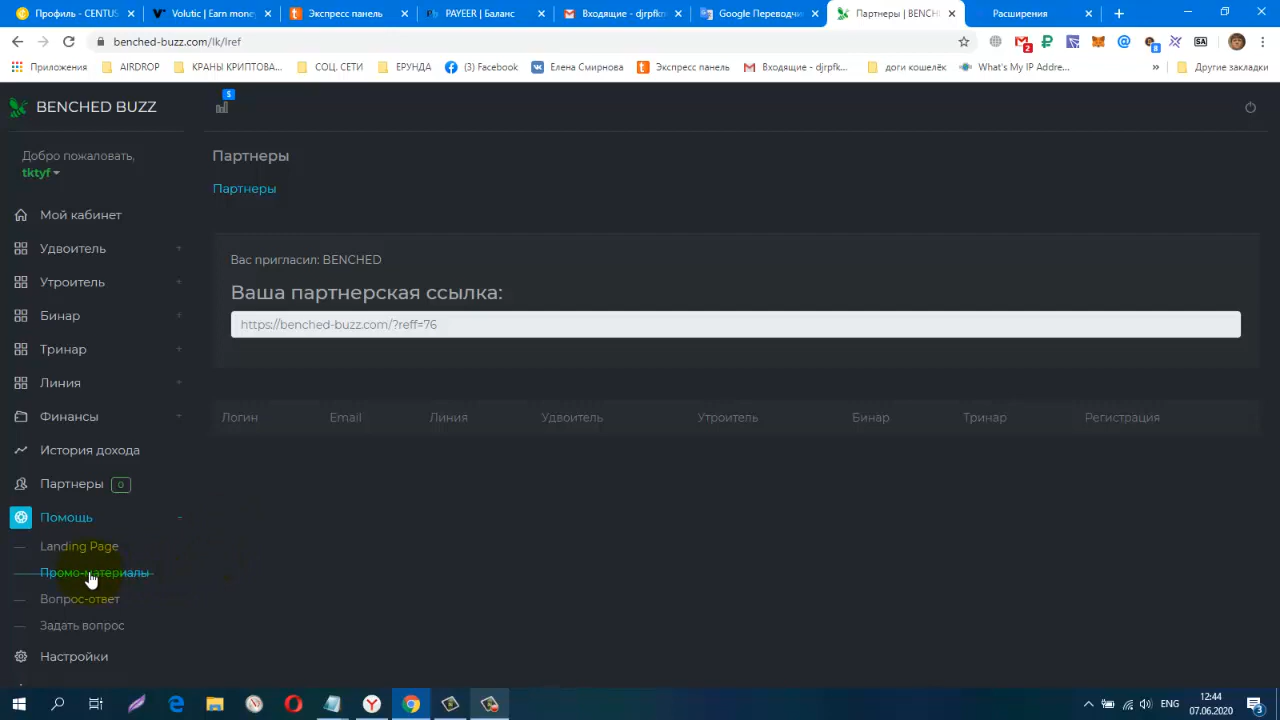 Профиль - CENTUS
Volutic | Earn money
Экспресс панель
PAYEER | Баланс
Входящие - djrpfkn
Google Переводчи
Партнеры | BENCH
Расширения
benched-buzz.com/lk/lref
Приложения
AIRDROP
КРАНЫ КРИПТОВА...
СОЦ. СЕТИ
ЕРУНДА
(3) Facebook
Елена Смирнова
Экспресс панель
Входящие - djrpfk...
доги кошелёк
What's My IP Addre...
»
Другие закладки
BENCHED BUZZ
$
Добро пожаловать,
tktyf
Мой кабинет
Удвоитель
Утроитель
Бинар
Тринар
Линия
Финансы
История дохода
Партнеры 0
Помощь
Landing Page
Промо-материалы
Вопрос-ответ
Задать вопрос
Настройки
Партнеры
Партнеры
Вас пригласил: BENCHED
Ваша партнерская ссылка:
https://benched-buzz.com/?reff=76
Логин Email Линия Удвоитель Утроитель Бинар Тринар Регистрация
ENG
12:44
07.06.2020
3